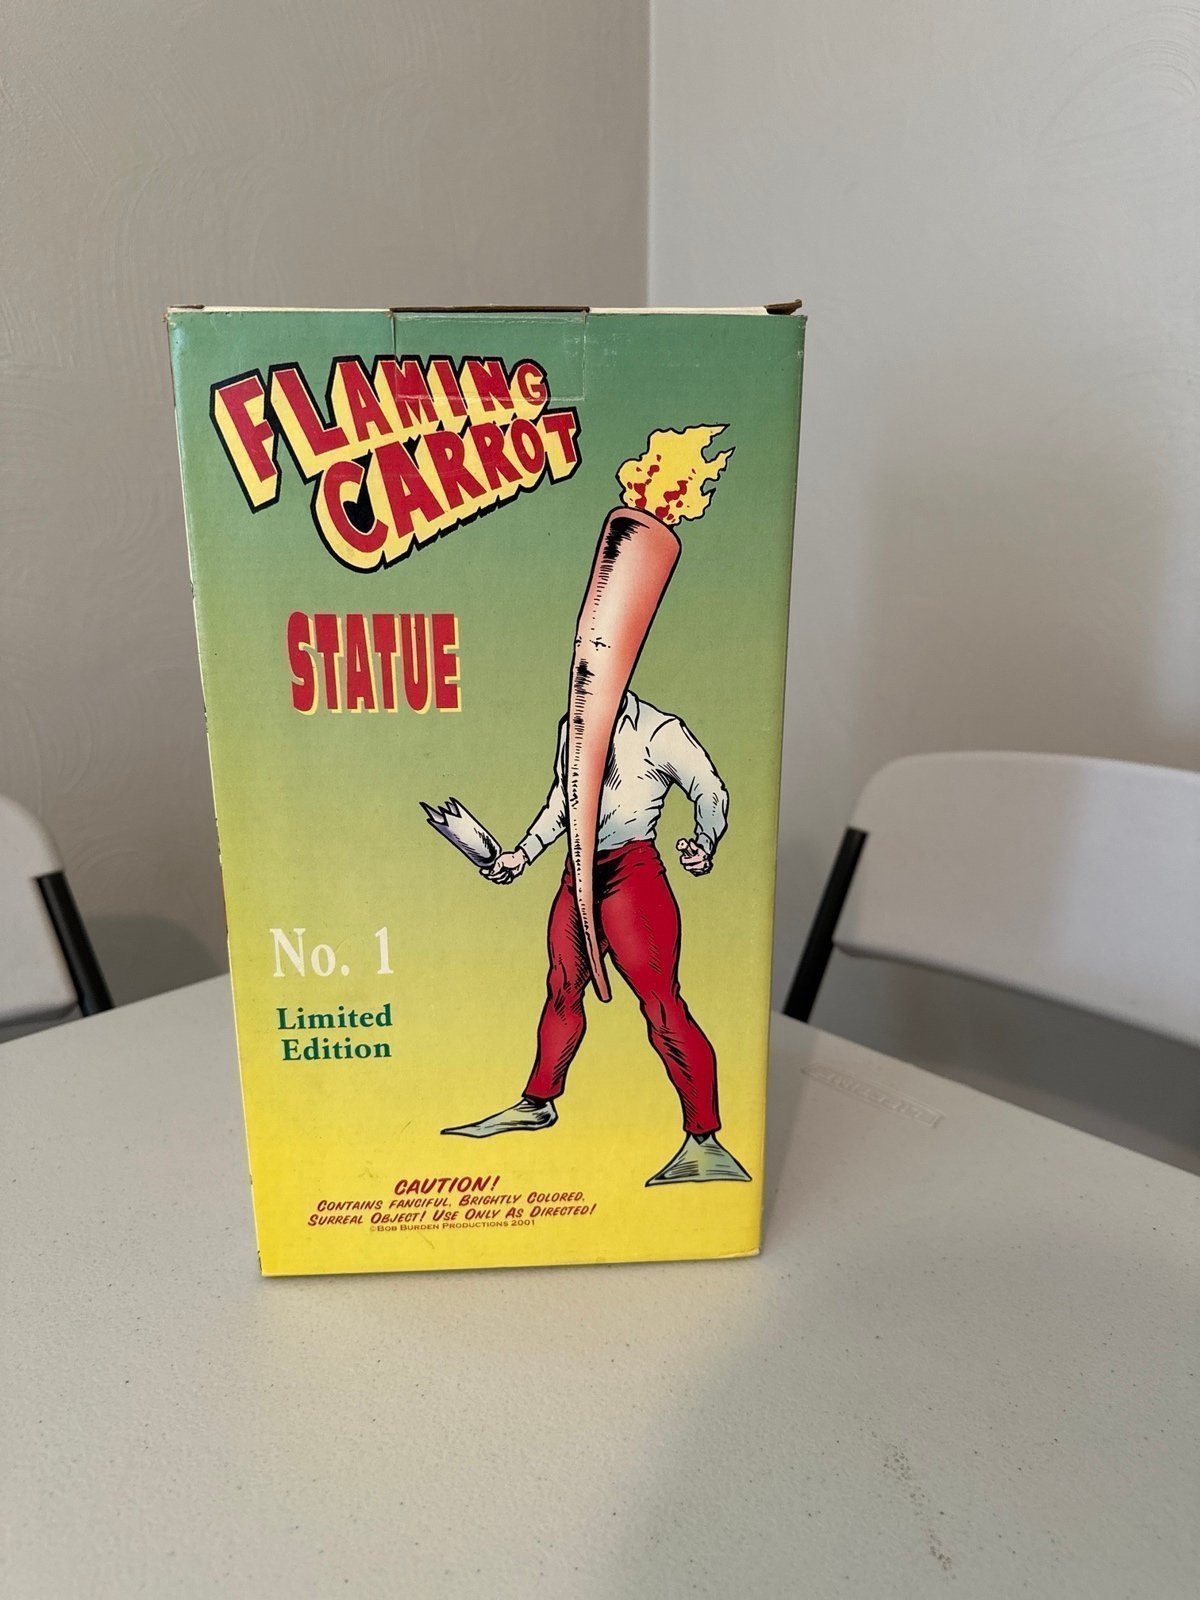 FLAMING
CARROT
STATUE
No. 1
Limited
Edition
CAUTION!
CONTAINS FANCIFUL, BRIGHTLY COLORED,
SURREAL OBJECT! USE ONLY AS DIRECTED!
©BOB BURDEN PRODUCTIONS 2001